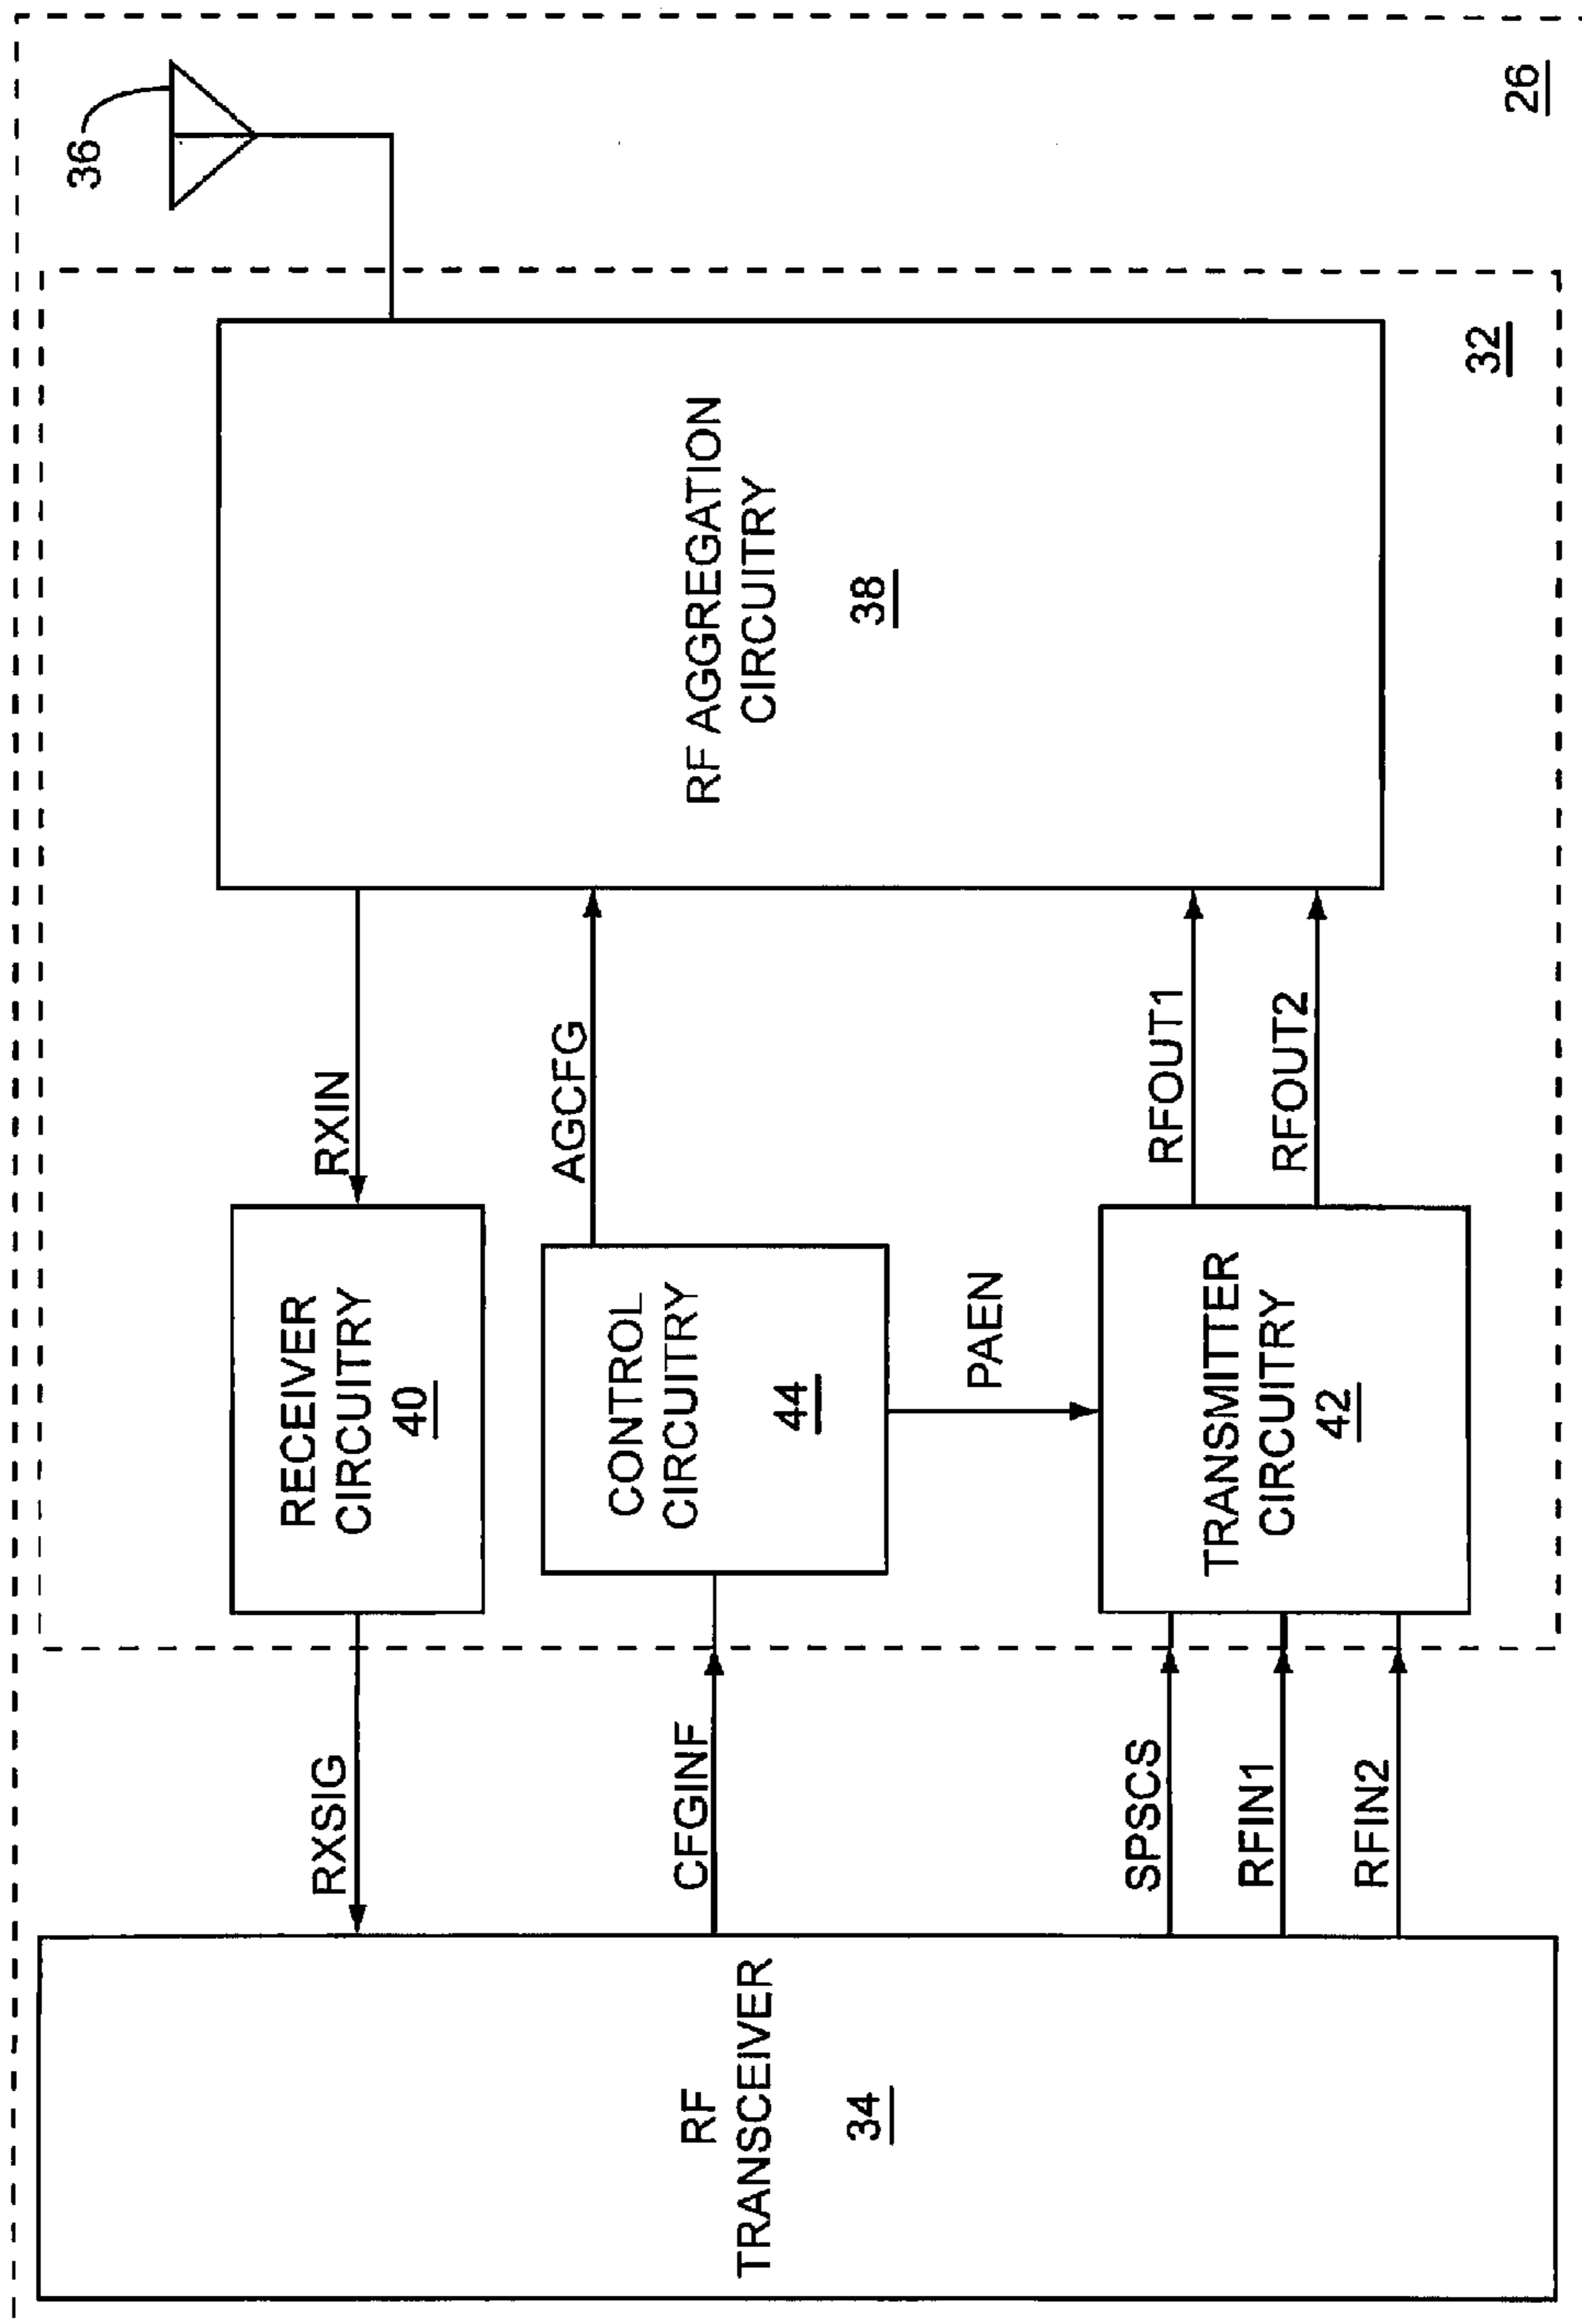 36
26
32
RF AGGREGATION
CIRCUITRY
38
RXIN
AGCFG
RFOUT1
RFOUT2
RECEIVER
CIRCUITRY
40
CONTROL
CIRCUITRY
44
PAEN
TRANSMITTER
CIRCUITRY
42
RXSIG
CFGINF
SPSCS
RFIN1
RFIN2
RF
TRANSCEIVER
34